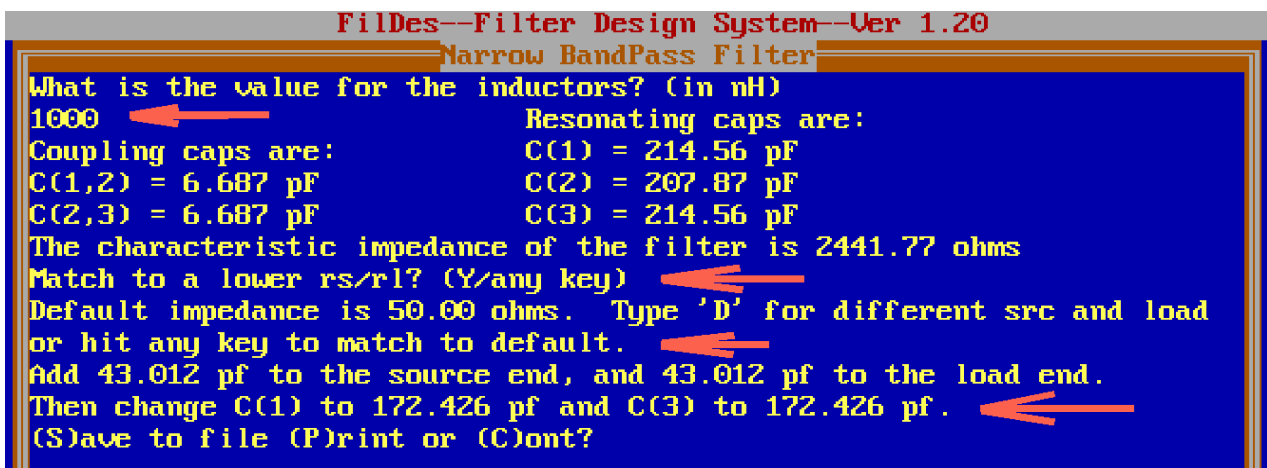 FilDes--Filter Design System--Ver 1.20
Narrow BandPass Filter
What is the value for the inductors? (in nH)
1000 Resonating caps are:
Coupling caps are: C(1) = 214.56 pF
C(1,2) = 6.687 pF C(2) = 207.87 pF
C(2,3) = 6.687 pF C(3) = 214.56 pF
The characteristic impedance of the filter is 2441.77 ohms
Match to a lower rs/rl? (Y/any key)
Default impedance is 50.00 ohms. Type 'D' for different src and load
or hit any key to match to default.
Add 43.012 pf to the source end, and 43.012 pf to the load end.
Then change C(1) to 172.426 pf and C(3) to 172.426 pf.
(S)ave to file (P)rint or (C)ont?